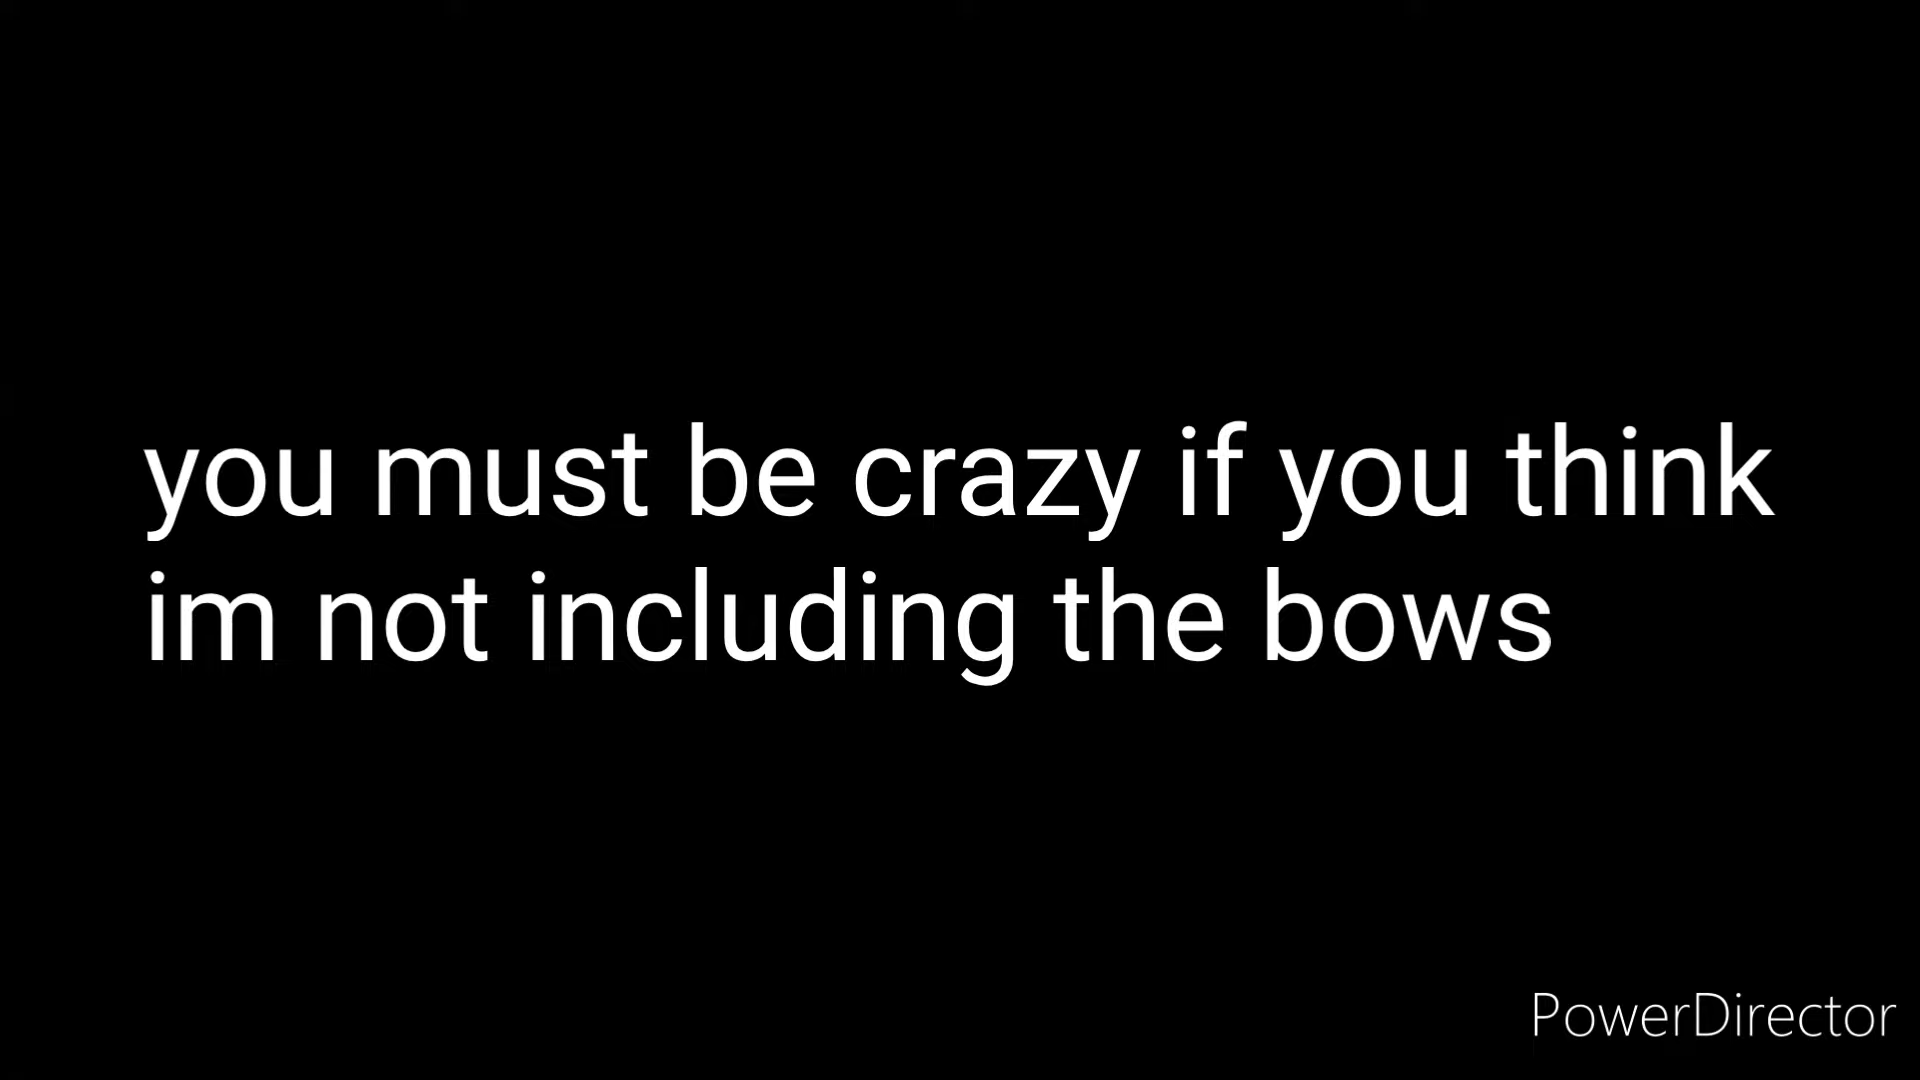 you must be crazy if you think
im not including the bows
PowerDirector